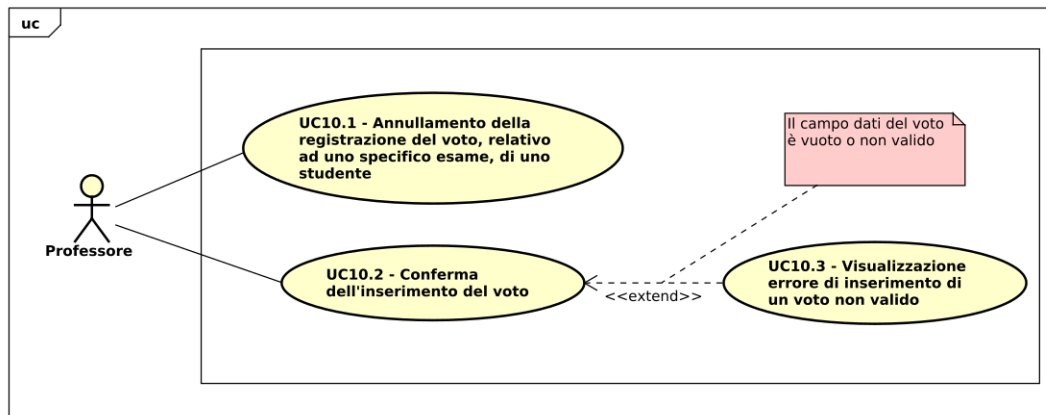 uc
UC10.1 - Annullamento della
registrazione del voto, relativo
ad uno specifico esame, di uno
studente
Il campo dati del voto
è vuoto o non valido
Professore
UC10.2 - Conferma
dell'inserimento del voto
<<extend>>
UC10.3 - Visualizzazione
errore di inserimento di
un voto non valido